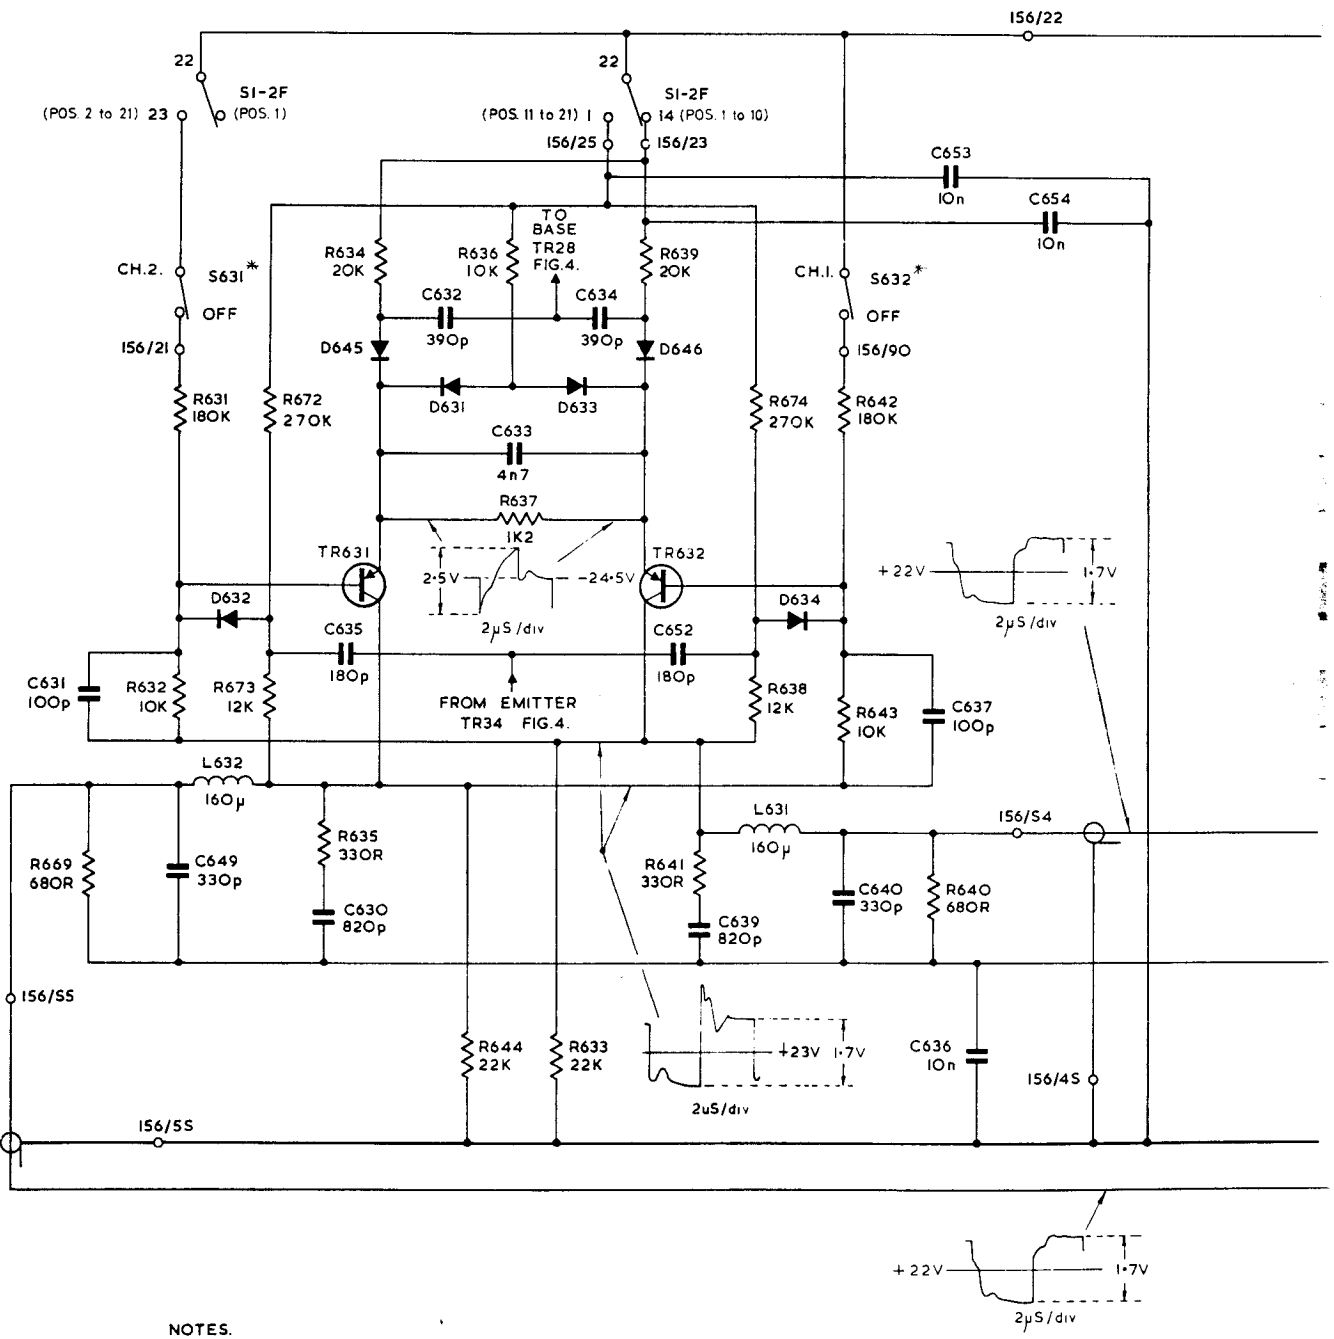 156/22
22
S1-2F
(POS. 2 to 21) 23
(POS. 1)
22
S1-2F
(POS. 11 to 21) 1
14 (POS. 1 to 10)
156/25
156/23
C653
10n
C654
10n
TO
BASE
TR28
FIG.4.
R634
20K
R636
10K
R639
20K
CH.2.
S631*
OFF
CH.1.
S632*
OFF
C632
390p
C634
390p
156/21
D645
D646
156/90
R631
180K
R672
270K
D631
D633
R674
270K
R642
180K
C633
4n7
R637
1K2
TR631
TR632
2·5V
-24·5V
2µS/div
+22V
1·7V
2µS/div
D632
D634
C635
180p
C652
180p
C631
100p
R632
10K
R673
12K
FROM EMITTER
TR34 FIG.4.
R638
12K
R643
10K
C637
100p
L632
160µ
L631
160µ
156/S4
R669
680R
C649
330p
R635
330R
C630
820p
R641
330R
C639
820p
C640
330p
R640
680R
156/S5
R644
22K
R633
22K
+23V
1·7V
2uS/div
C636
10n
156/4S
156/5S
+22V
1·7V
2µS/div
NOTES.